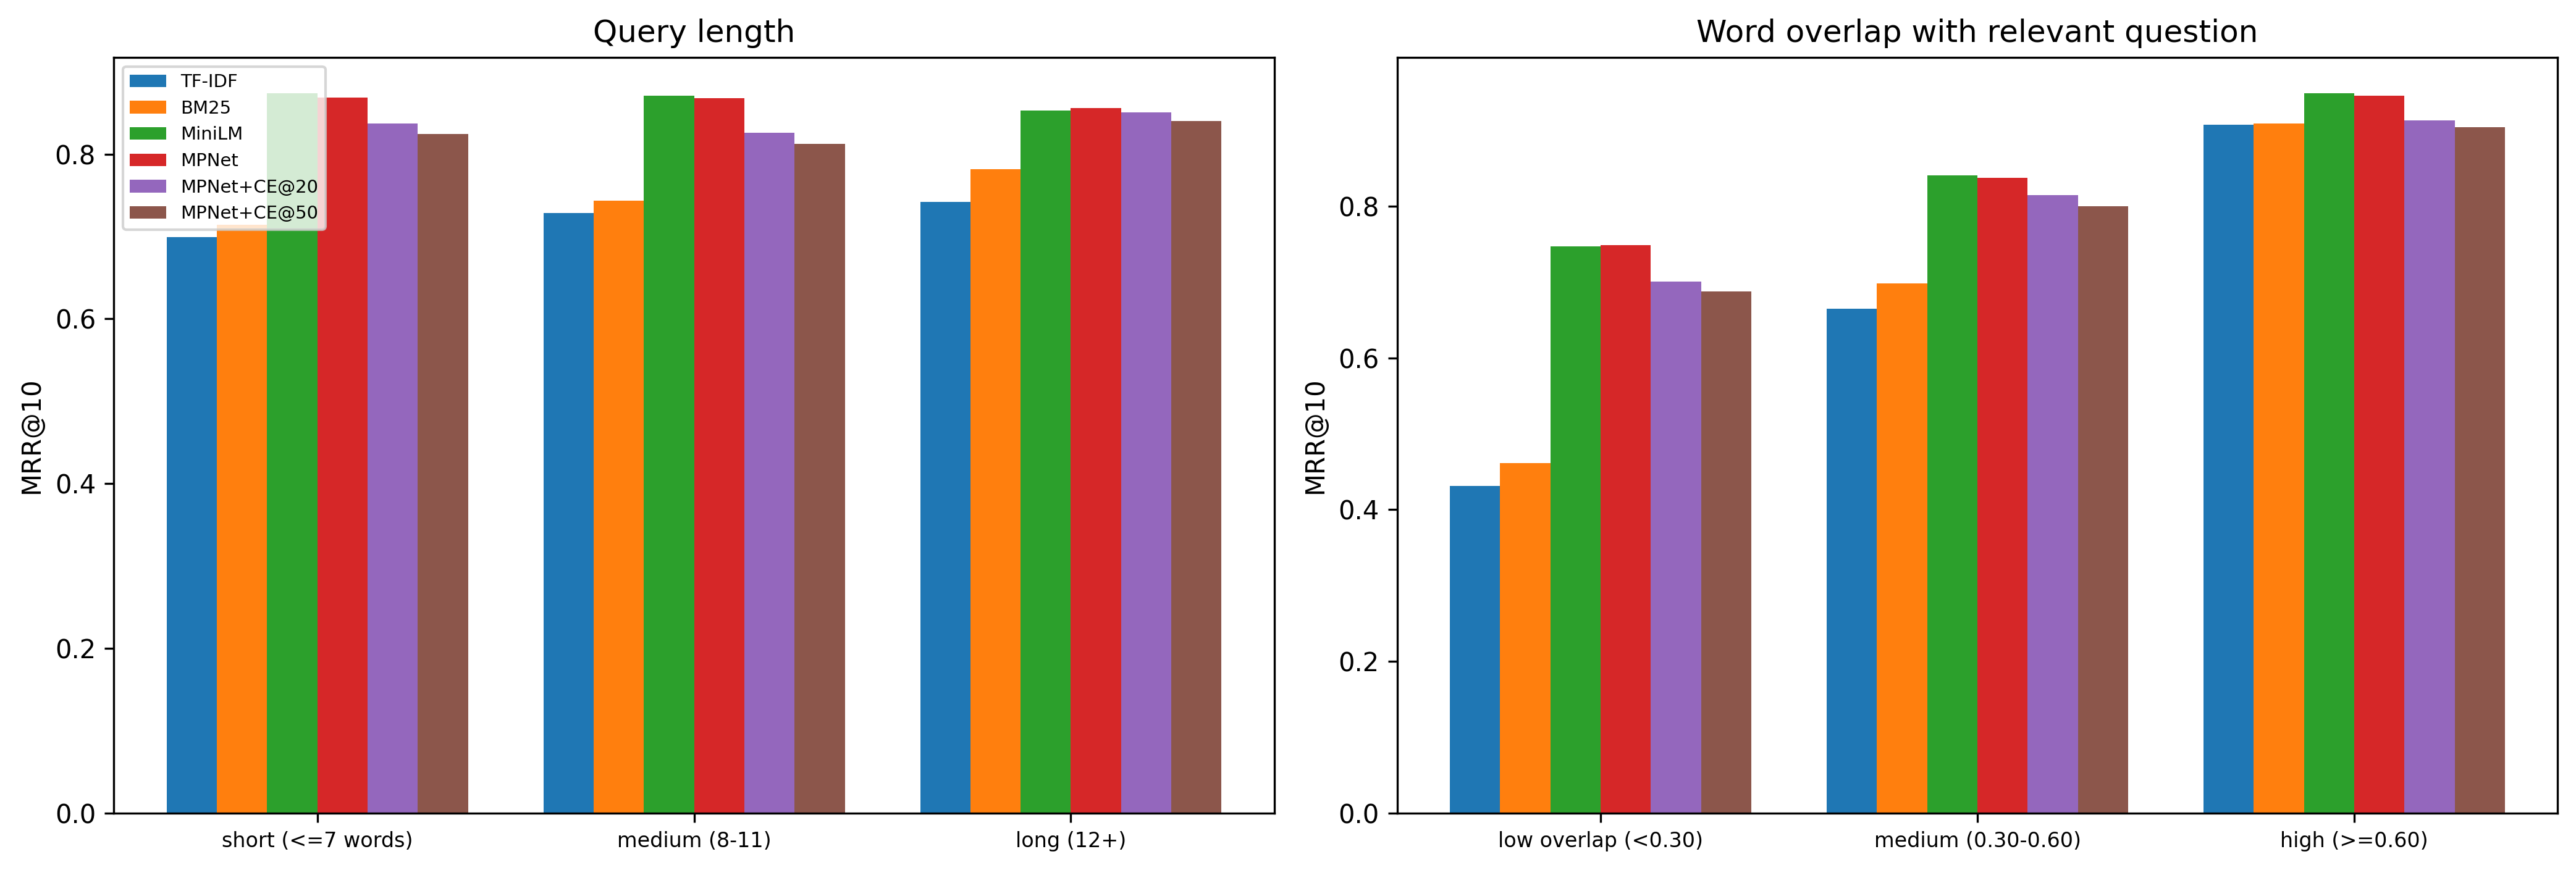 Query length
TF-IDF
BM25
MiniLM
MPNet
MPNet+CE@20
MPNet+CE@50
MRR@10
0.8
0.6
0.4
0.2
0.0
short (<=7 words) medium (8-11) long (12+)
Word overlap with relevant question
MRR@10
0.8
0.6
0.4
0.2
0.0
low overlap (<0.30) medium (0.30-0.60) high (>=0.60)